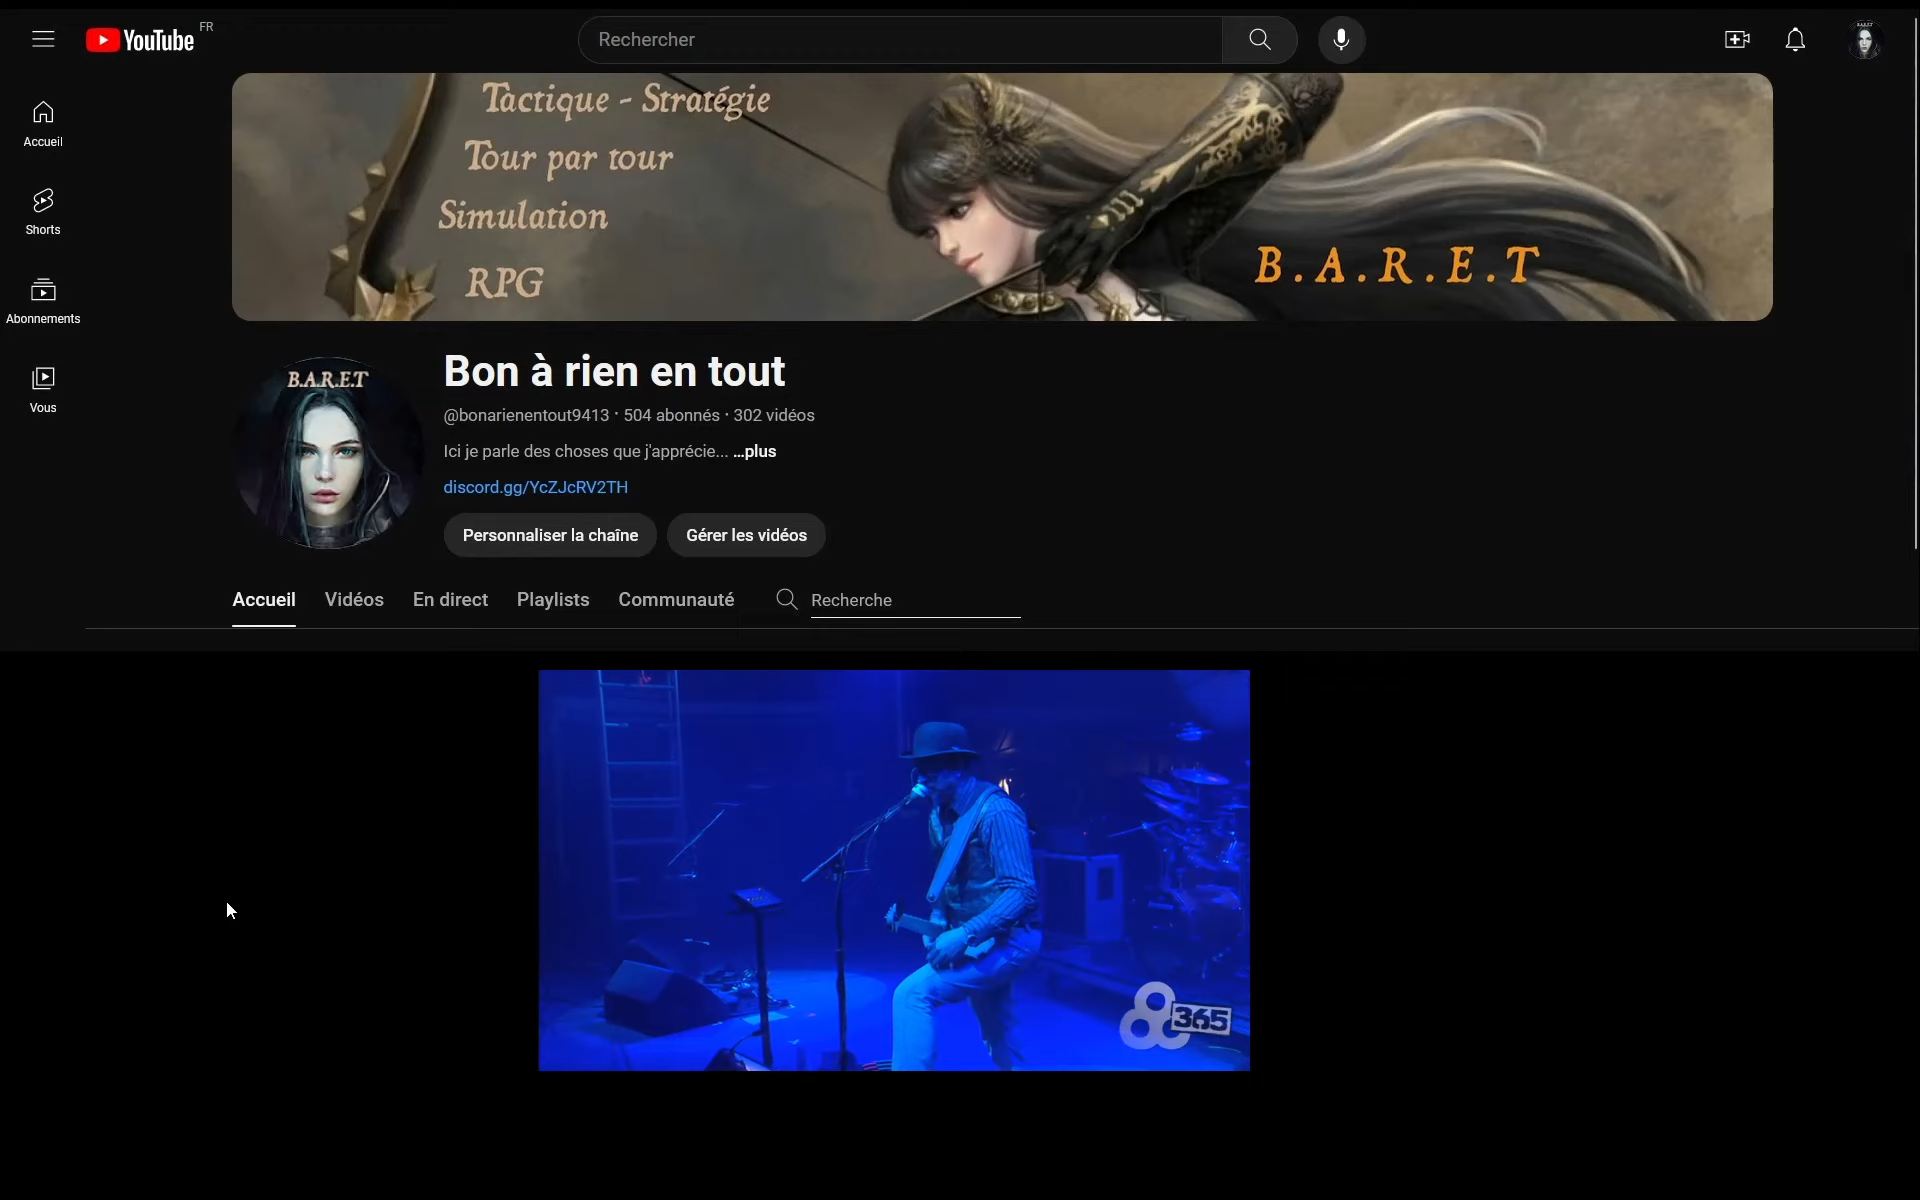 YouTube FR
Rechercher
Accueil
Shorts
Abonnements
Vous
Tactique - Stratégie
Tour par tour
Simulation
RPG
B.A.R.E.T
B.A.R.E.T
Bon à rien en tout
@bonarienentout9413 · 504 abonnés · 302 vidéos
Ici je parle des choses que j'apprécie... ...plus
discord.gg/YcZJcRV2TH
Personnaliser la chaîne Gérer les vidéos
Accueil Vidéos En direct Playlists Communauté Recherche
365